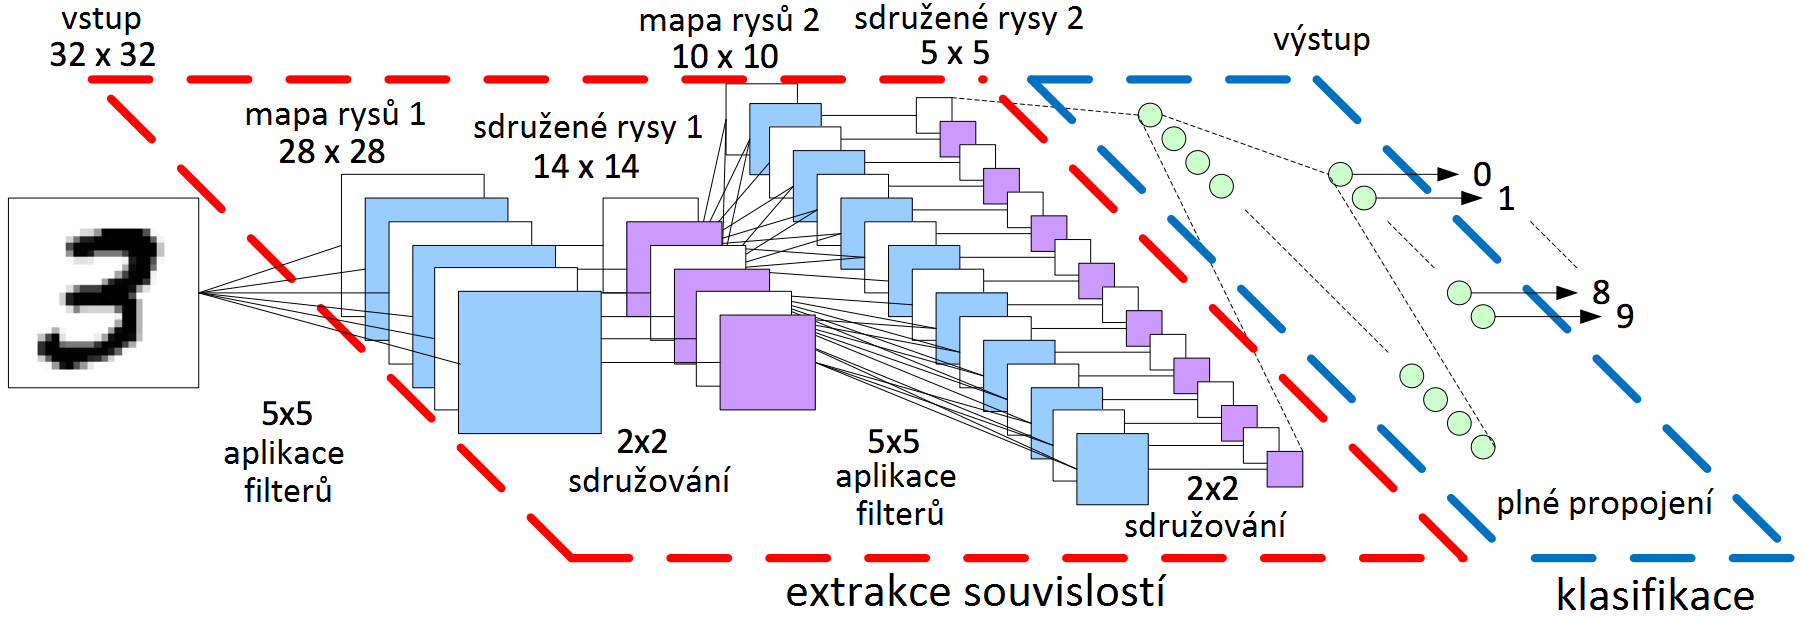 vstup
32 x 32
mapa rysů 1
28 x 28
sdružené rysy 1
14 x 14
mapa rysů 2
10 x 10
sdružené rysy 2
5 x 5
výstup
0
1
8
9
3
5x5
aplikace
filterů
2x2
sdružování
5x5
aplikace
filterů
2x2
sdružování
plné propojení
extrakce souvislostí
klasifikace